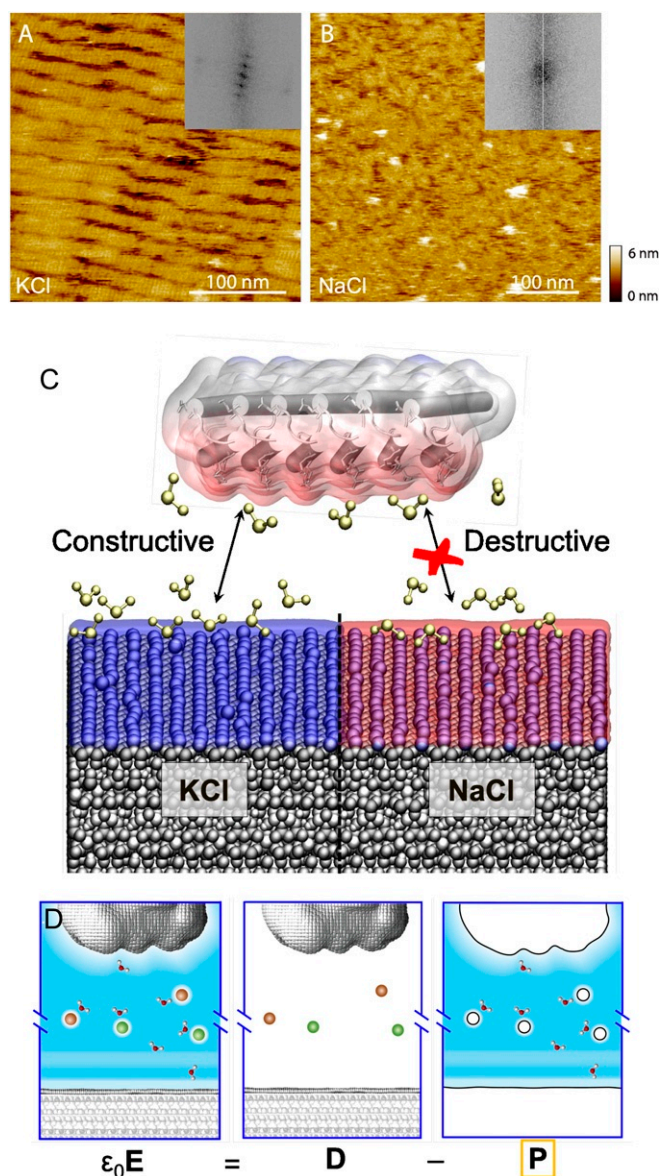 A
B
KCl
100 nm
NaCl
100 nm
6 nm
0 nm
C
Constructive
Destructive
KCl
NaCl
D
ε₀E = D − P